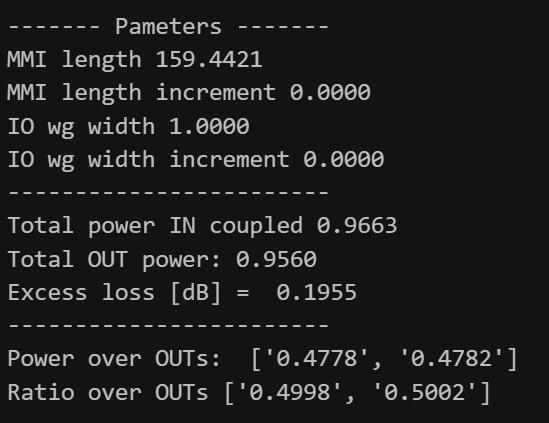 ------- Pameters -------
MMI length 159.4421
MMI length increment 0.0000
IO wg width 1.0000
IO wg width increment 0.0000
------------------------
Total power IN coupled 0.9663
Total OUT power: 0.9560
Excess loss [dB] =  0.1955
------------------------
Power over OUTs:  ['0.4778', '0.4782']
Ratio over OUTs ['0.4998', '0.5002']